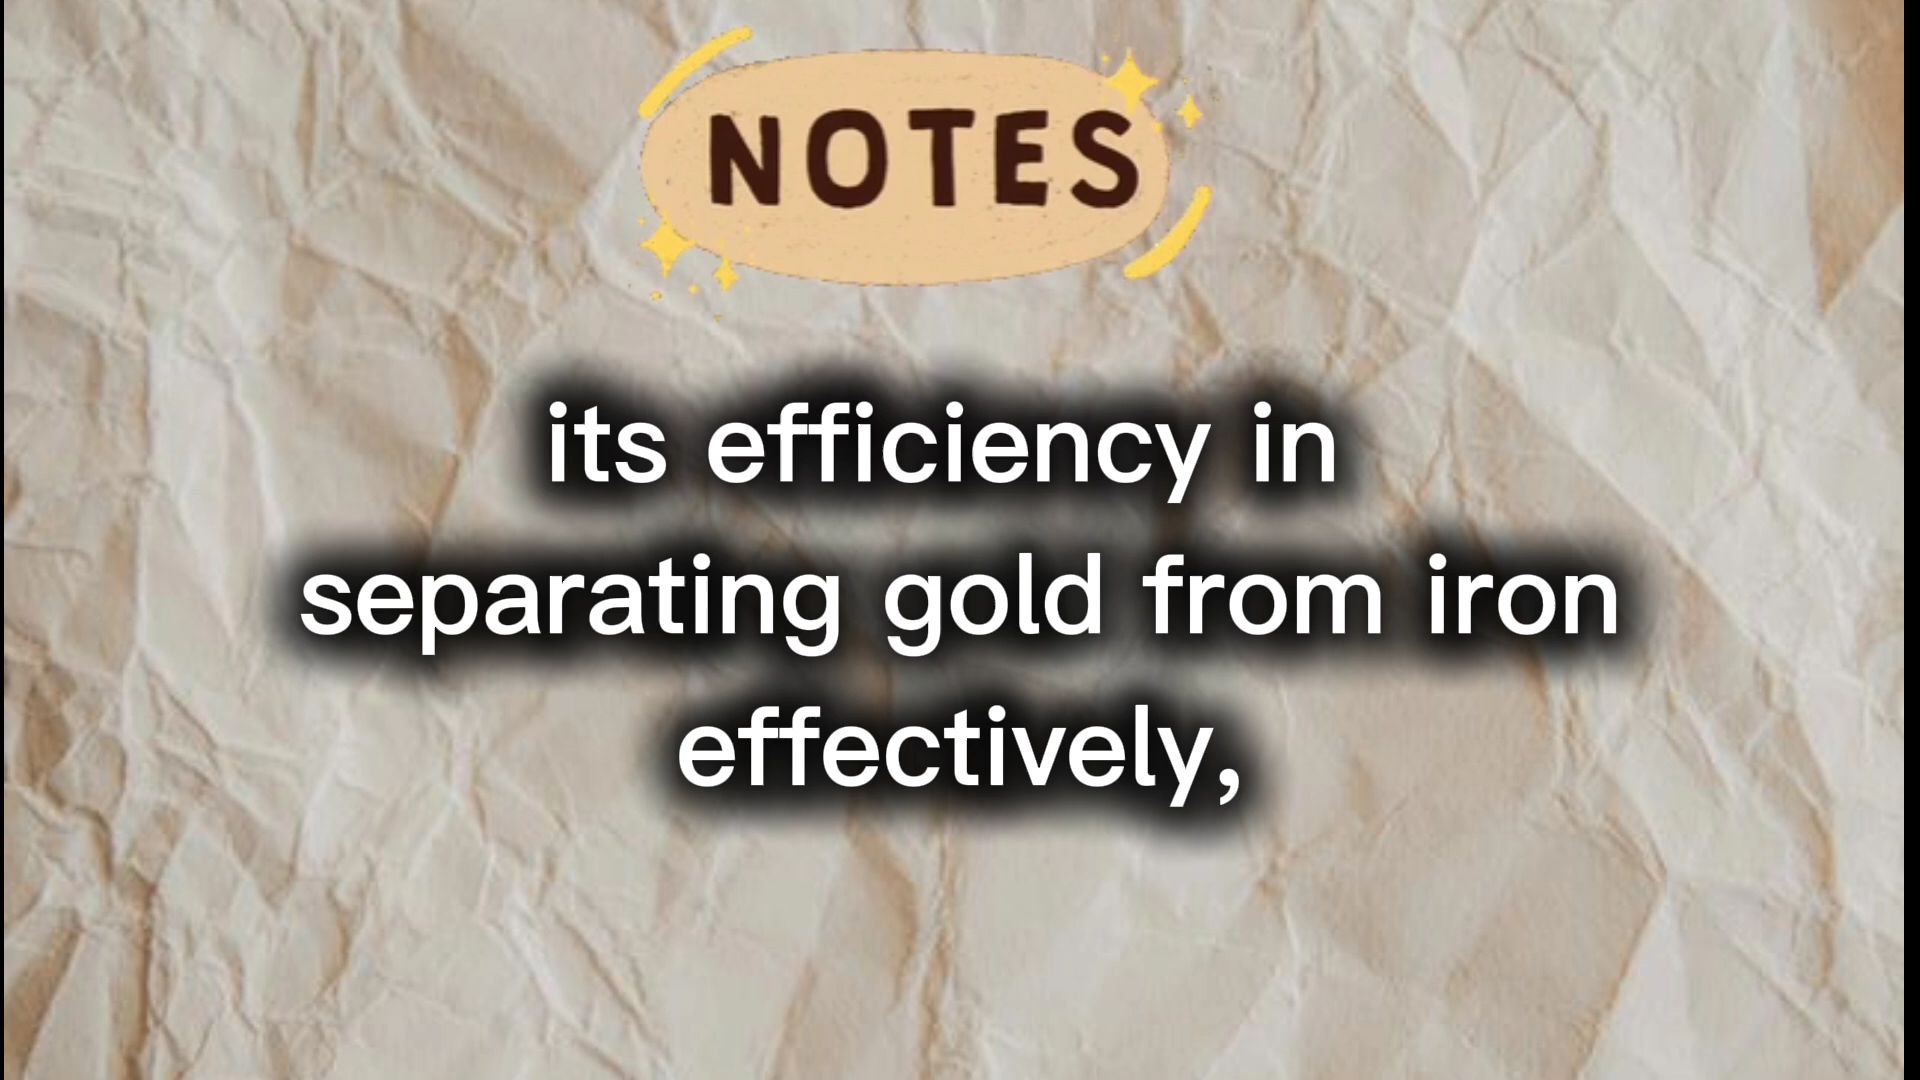 NOTES
its efficiency in
separating gold from iron
effectively,